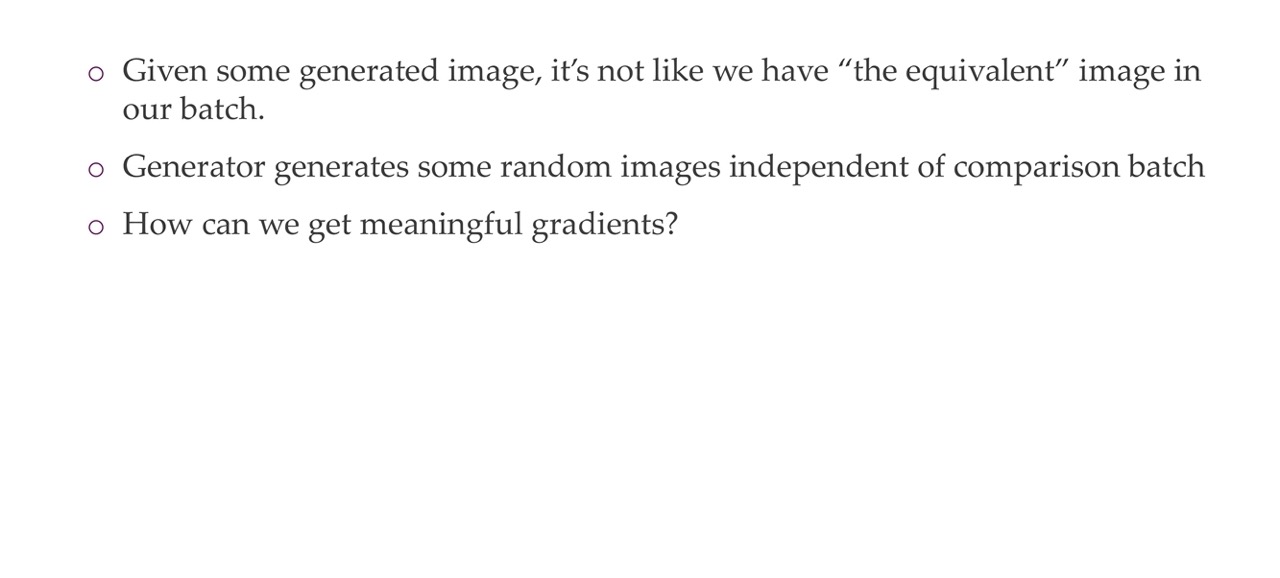 ○ Given some generated image, it’s not like we have “the equivalent” image in
our batch.
○ Generator generates some random images independent of comparison batch
○ How can we get meaningful gradients?